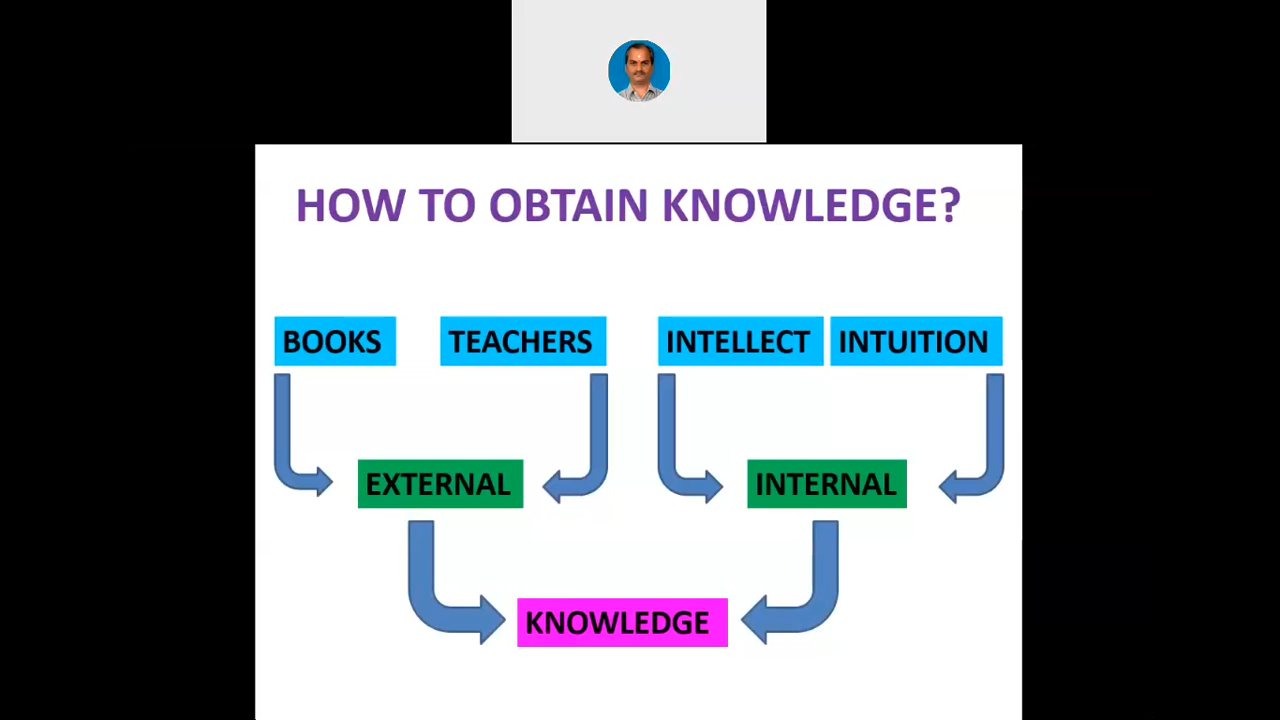 HOW TO OBTAIN KNOWLEDGE?
BOOKS TEACHERS INTELLECT INTUITION
EXTERNAL INTERNAL
KNOWLEDGE